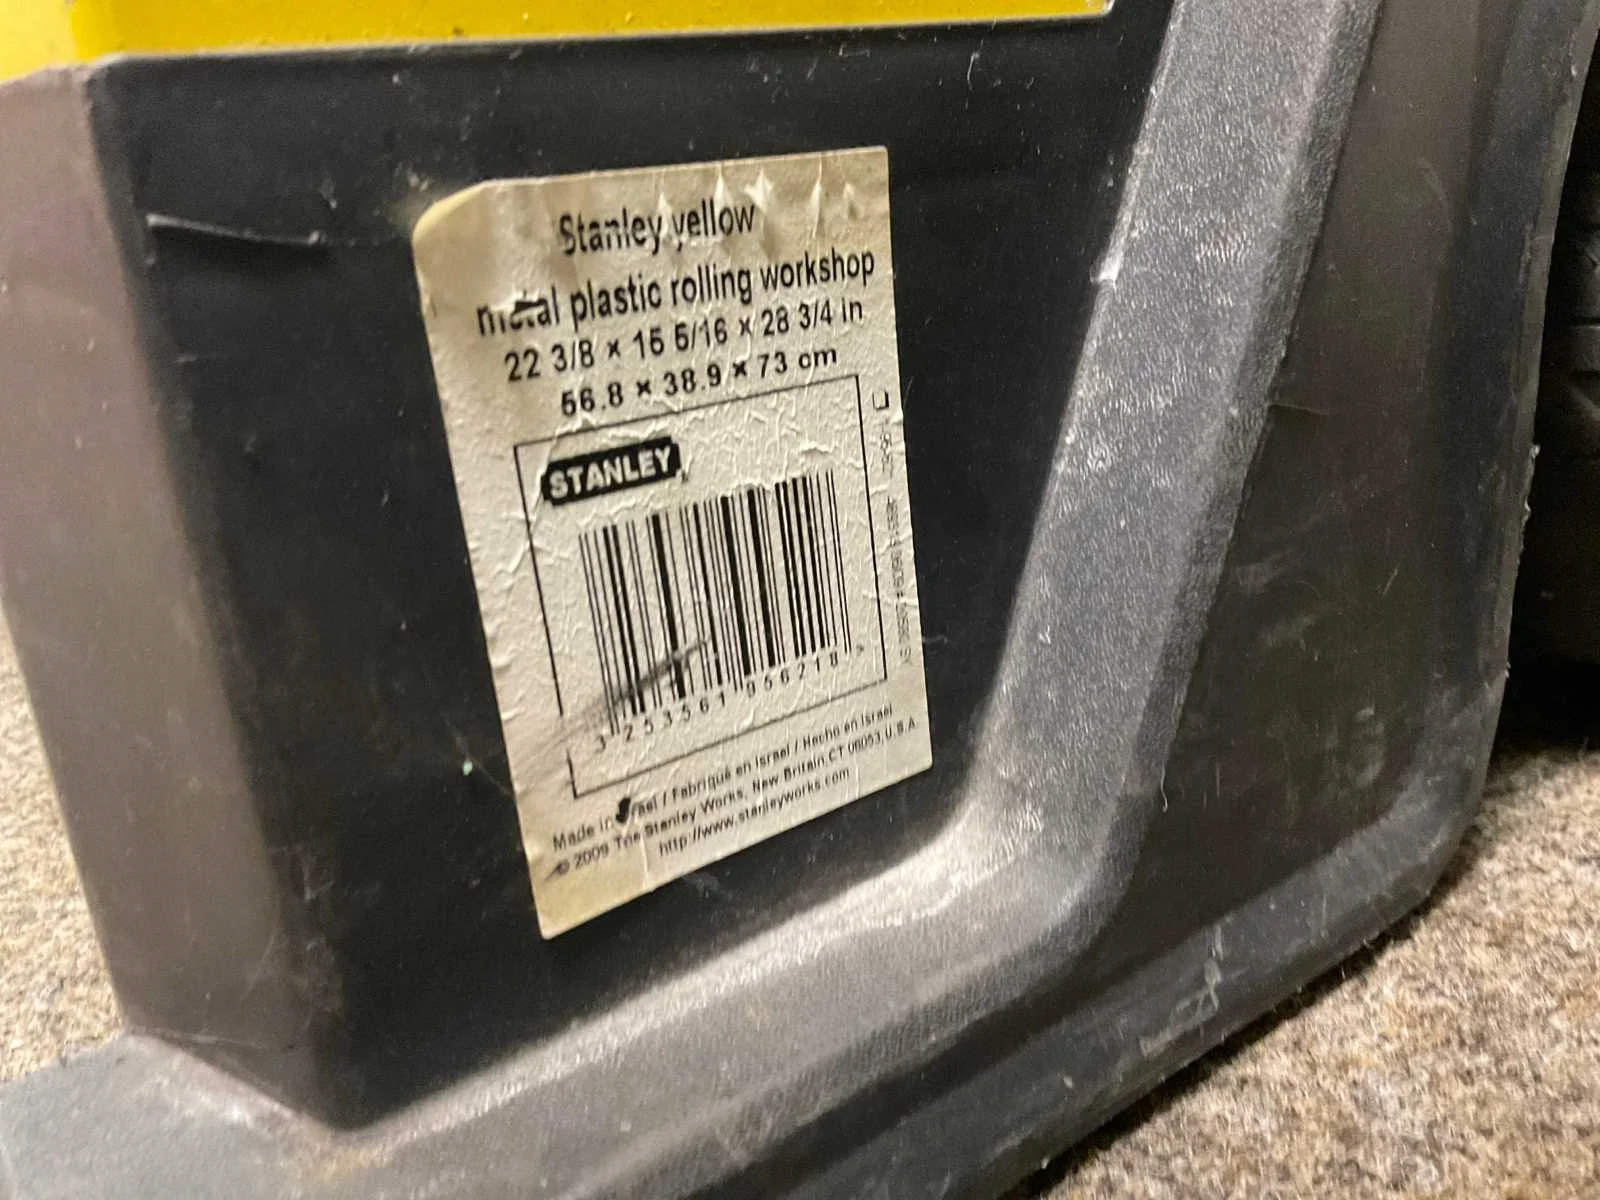 Stanley yellow
metal plastic rolling workshop
22 3/8 × 15 5/16 × 28 3/4 in
56.8 × 38.9 × 73 cm
STANLEY
3 253561 956218 >
Made in Israel / Fabriqué en Israel / Hecho en Israel
© 2009 The Stanley Works, New Britain, CT 06053, U.S.A.
http://www.stanleyworks.com